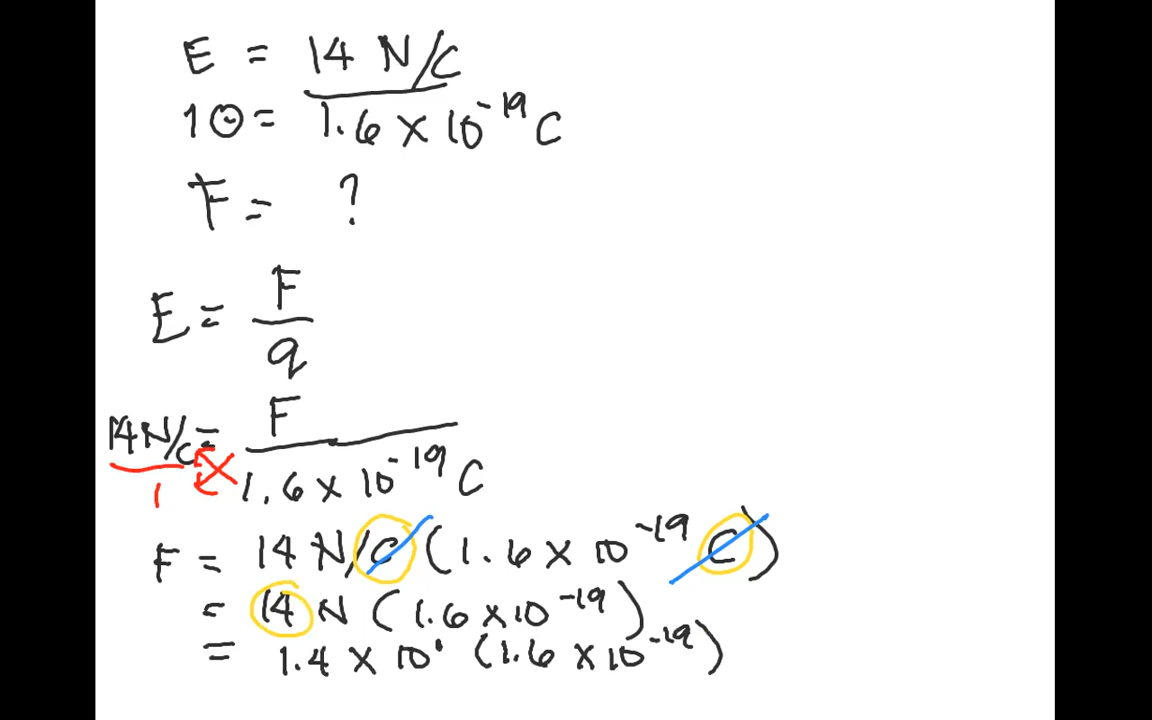 E = 14 N/C
1⊖ = 1.6 × 10⁻¹⁹ C
F = ?
E = F/q
14 N/C / 1 = F / 1.6 × 10⁻¹⁹ C
F = 14 N/C (1.6 × 10⁻¹⁹ C)
= 14 N (1.6 × 10⁻¹⁹)
= 1.4 × 10¹ (1.6 × 10⁻¹⁹)